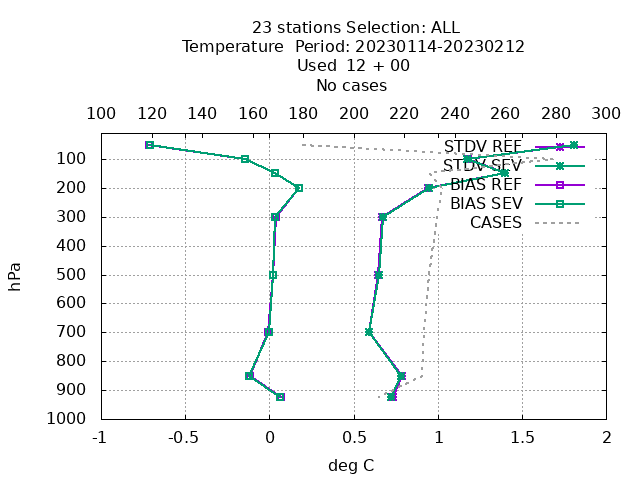 23 stations Selection: ALL
Temperature  Period: 20230114-20230212
Used  12 + 00
No cases
100 120 140 160 180 200 220 240 260 280 300
STDV REF
STDV SEV
BIAS REF
BIAS SEV
CASES
hPa
100
200
300
400
500
600
700
800
900
1000
-1 -0.5 0 0.5 1 1.5 2
deg C